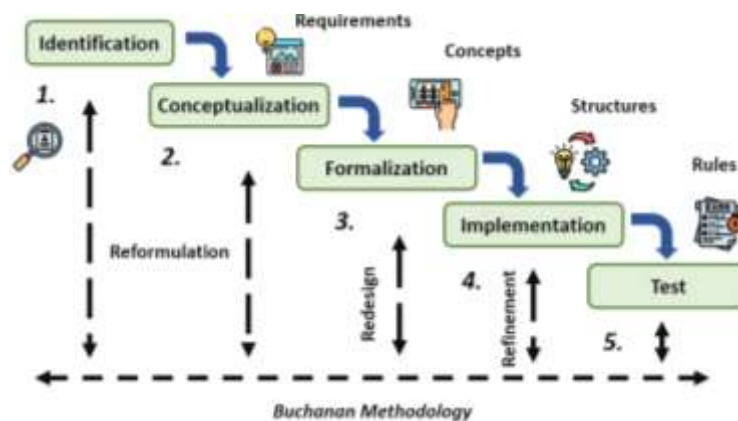 Identification
Requirements
1.
Conceptualization
Concepts
2.
Formalization
Structures
3.
Implementation
Rules
4.
Test
5.
Reformulation
Redesign
Refinement
Buchanan Methodology